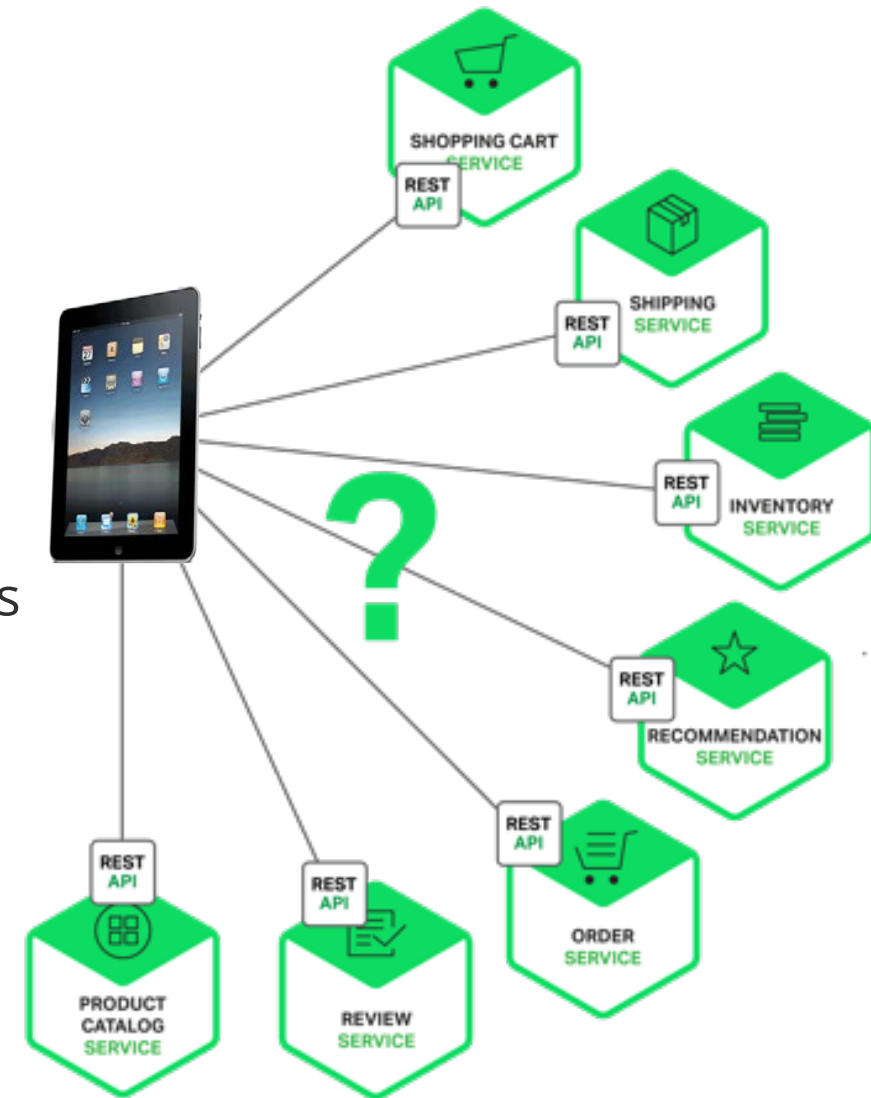 SHOPPING CART
SERVICE
REST
API
SHIPPING
SERVICE
REST
API
27
REST
API
INVENTORY
SERVICE
?
s
REST
API
RECOMMENDATION
SERVICE
REST
API
ORDER
SERVICE
REST
API
PRODUCT
CATALOG
SERVICE
REST
API
REVIEW
SERVICE